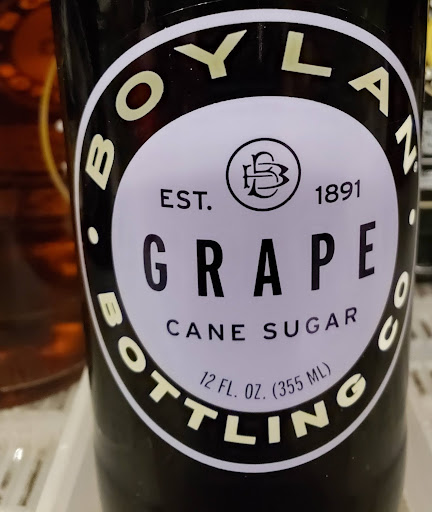 BOYLAN
EST. 1891
GRAPE
CANE SUGAR
12 FL. OZ. (355 ML)
BOTTLING CO